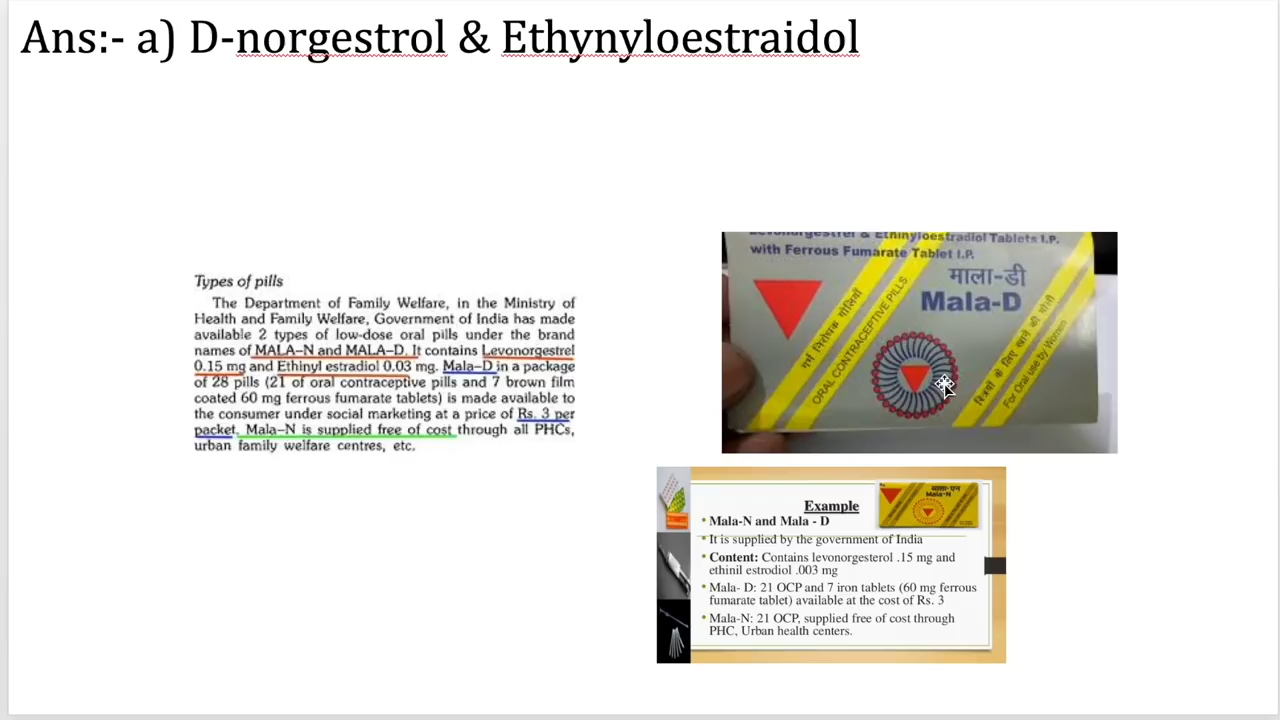 Ans:- a) D-norgestrol & Ethynyloestraidol
Types of pills
The Department of Family Welfare, in the Ministry of
Health and Family Welfare, Government of India has made
available 2 types of low-dose oral pills under the brand
names of MALA–N and MALA–D. It contains Levonorgestrel
0.15 mg and Ethinyl estradiol 0.03 mg. Mala–D in a package
of 28 pills (21 of oral contraceptive pills and 7 brown film
coated 60 mg ferrous fumarate tablets) is made available to
the consumer under social marketing at a price of Rs. 3 per
packet. Mala–N is supplied free of cost through all PHCs,
urban family welfare centres, etc.
Levonorgestrel & Ethinyloestradiol Tablets I.P.
with Ferrous Fumarate Tablet I.P.
माला-डी
Mala-D
गर्भ निरोधक गोलियाँ
ORAL CONTRACEPTIVE PILLS
स्त्रियों के लिए खाने की गोली
For Oral use by Women
Example
माला-एन
Mala-N
• Mala-N and Mala - D
• It is supplied by the government of India
• Content: Contains levonorgesterol .15 mg and
ethinil estrodiol .003 mg
• Mala- D: 21 OCP and 7 iron tablets (60 mg ferrous
fumarate tablet) available at the cost of Rs. 3
• Mala-N: 21 OCP, supplied free of cost through
PHC, Urban health centers.